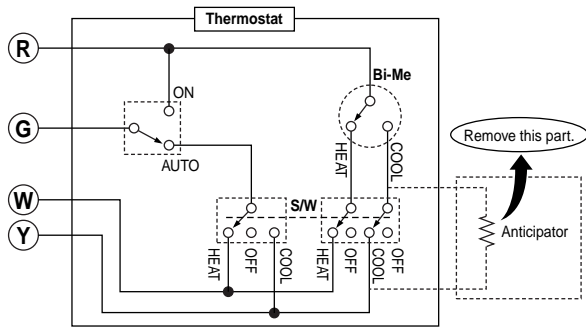 Thermostat
R
Bi-Me
ON
G
Remove this part.
AUTO
HEAT
COOL
W
S/W
Anticipator
Y
HEAT
OFF
COOL
HEAT
OFF
COOL
OFF